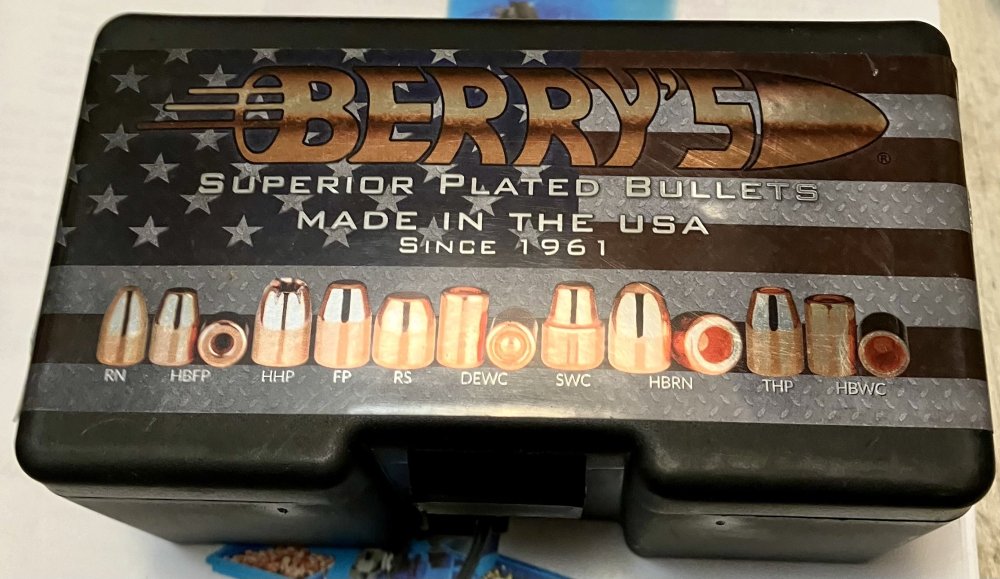 BERRY'S
®
SUPERIOR PLATED BULLETS
MADE IN THE USA
SINCE 1961
RN HBFP HHP FP RS DEWC SWC HBRN THP HBWC